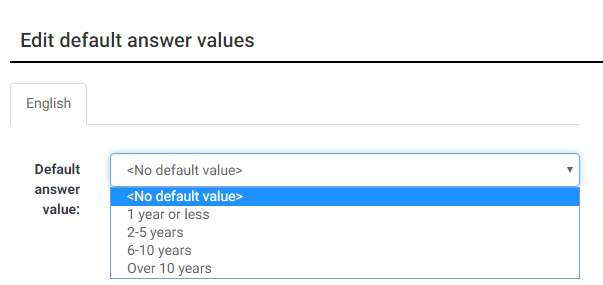 Edit default answer values
English
Default
answer
value:
<No default value>
<No default value>
1 year or less
2-5 years
6-10 years
Over 10 years